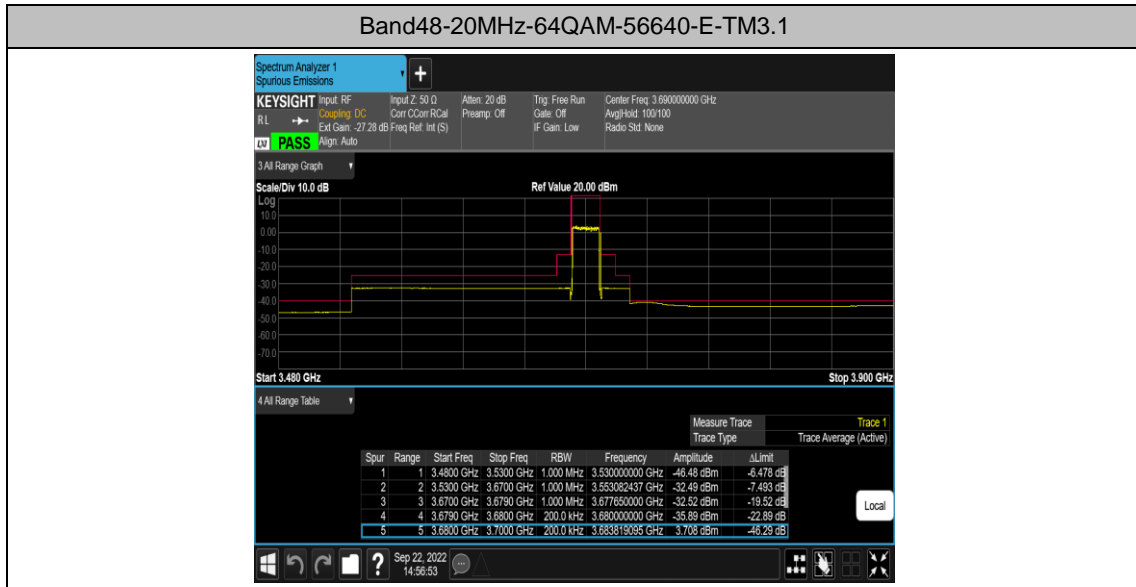 Band48-20MHz-64QAM-56640-E-TM3.1
Spectrum Analyzer 1
Spurious Emissions
+
KEYSIGHT Input: RF Input Z: 50 Ω Atten: 20 dB Trig: Free Run Center Freq: 3.690000000 GHz
RL Coupling: DC Corr CCorr RCal Preamp: Off Gate: Off Avg|Hold: 100/100
Ext Gain: -27.28 dB Freq Ref: Int (S) IF Gain: Low Radio Std: None
LXI PASS Align: Auto
3 All Range Graph
Scale/Div 10.0 dB Ref Value 20.00 dBm
Log
10.0
0.00
-10.0
-20.0
-30.0
-40.0
-50.0
-60.0
-70.0
Start 3.480 GHz Stop 3.900 GHz
4 All Range Table
Measure Trace Trace 1
Trace Type Trace Average (Active)
Spur Range Start Freq Stop Freq RBW Frequency Amplitude ΔLimit
1 1 3.4800 GHz 3.5300 GHz 1.000 MHz 3.530000000 GHz -46.48 dBm -6.478 dB
2 2 3.5300 GHz 3.6700 GHz 1.000 MHz 3.553082437 GHz -32.49 dBm -7.493 dB
3 3 3.6700 GHz 3.6790 GHz 1.000 MHz 3.677650000 GHz -32.52 dBm -19.52 dB
4 4 3.6790 GHz 3.6800 GHz 200.0 kHz 3.680000000 GHz -35.89 dBm -22.89 dB
5 5 3.6800 GHz 3.7000 GHz 200.0 kHz 3.683819095 GHz 3.708 dBm -46.29 dB
Local
? Sep 22, 2022
14:56:53